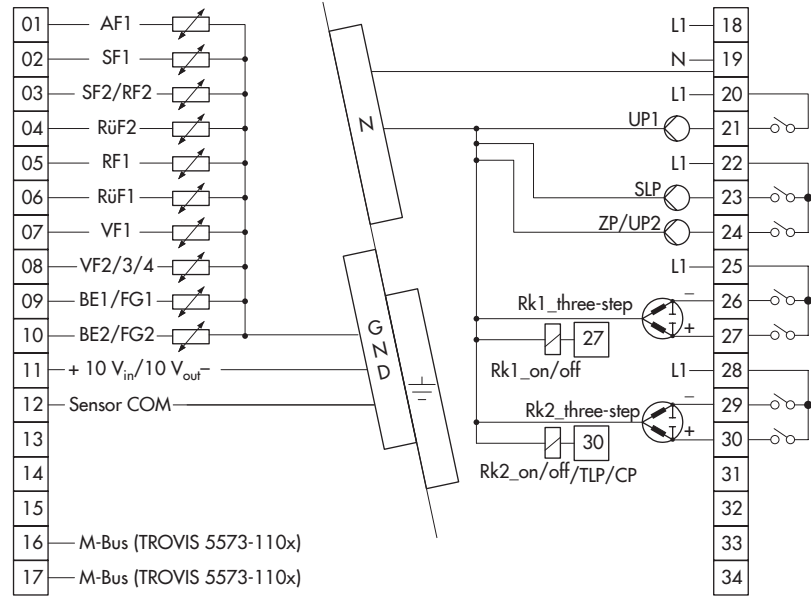 01 AF1
02 SF1
03 SF2/RF2
04 RüF2
05 RF1
06 RüF1
07 VF1
08 VF2/3/4
09 BE1/FG1
10 BE2/FG2
11 + 10 Vin/10 Vout–
12 Sensor COM
13
14
15
16 M-Bus (TROVIS 5573-110x)
17 M-Bus (TROVIS 5573-110x)
N
GND
L1 18
N 19
L1 20
UP1 21
L1 22
SLP 23
ZP/UP2 24
L1 25
Rk1_three-step – 26
+ 27
27
Rk1_on/off
L1 28
Rk2_three-step – 29
+ 30
30
Rk2_on/off/TLP/CP
31
32
33
34